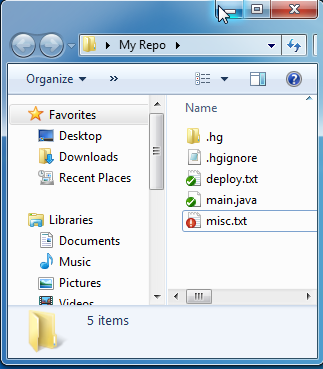 My Repo
Organize
Name
Favorites
Desktop
Downloads
Recent Places
Libraries
Documents
Music
Pictures
Videos
.hg
.hgignore
deploy.txt
main.java
misc.txt
5 items